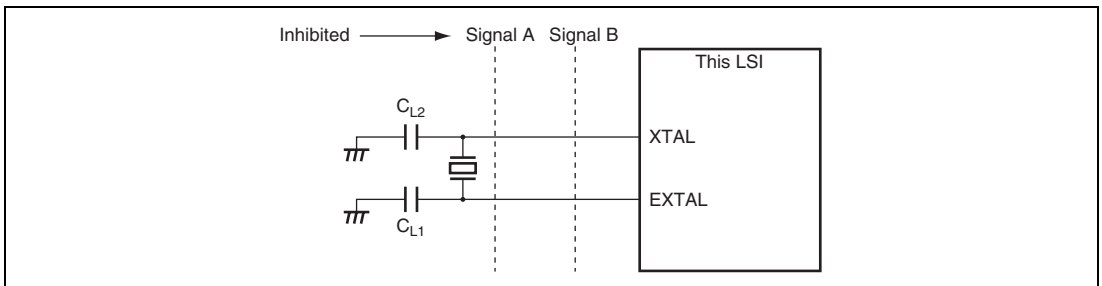 Inhibited Signal A Signal B
This LSI
CL2
XTAL
EXTAL
CL1